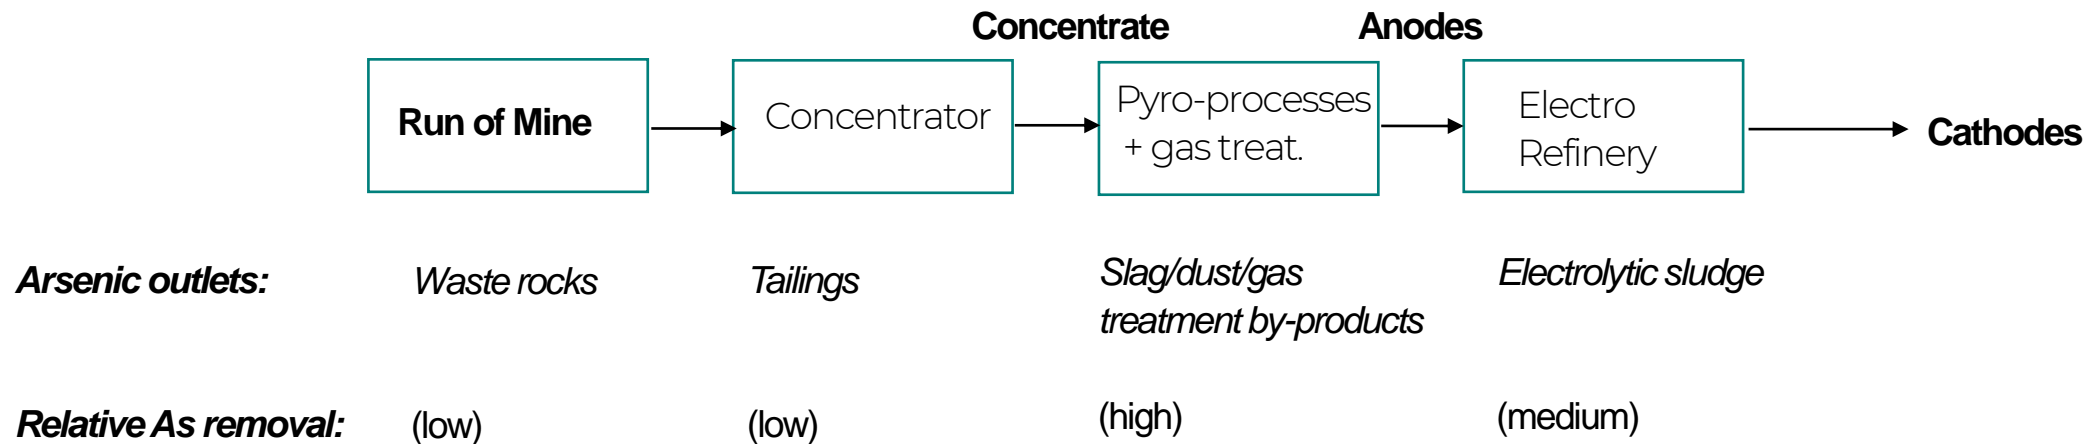 Concentrate
Anodes
Run of Mine
Concentrator
Pyro-processes
+ gas treat.
Electro
Refinery
Cathodes
Arsenic outlets:
Waste rocks
Tailings
Slag/dust/gas
treatment by-products
Electrolytic sludge
Relative As removal:
(low)
(low)
(high)
(medium)